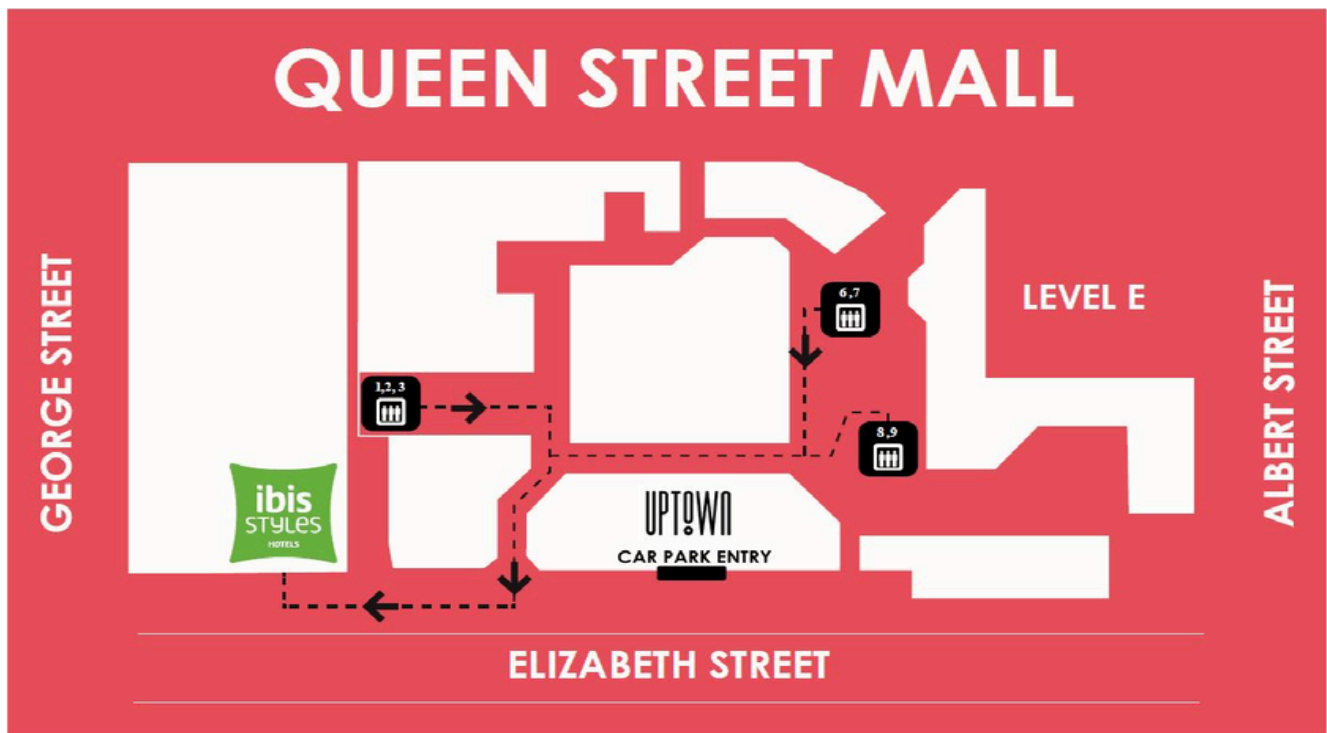 QUEEN STREET MALL
GEORGE STREET
6,7
LEVEL E
ALBERT STREET
1,2, 3
8,9
ibis
STYLES
HOTELS
UPTOWN
CAR PARK ENTRY
ELIZABETH STREET